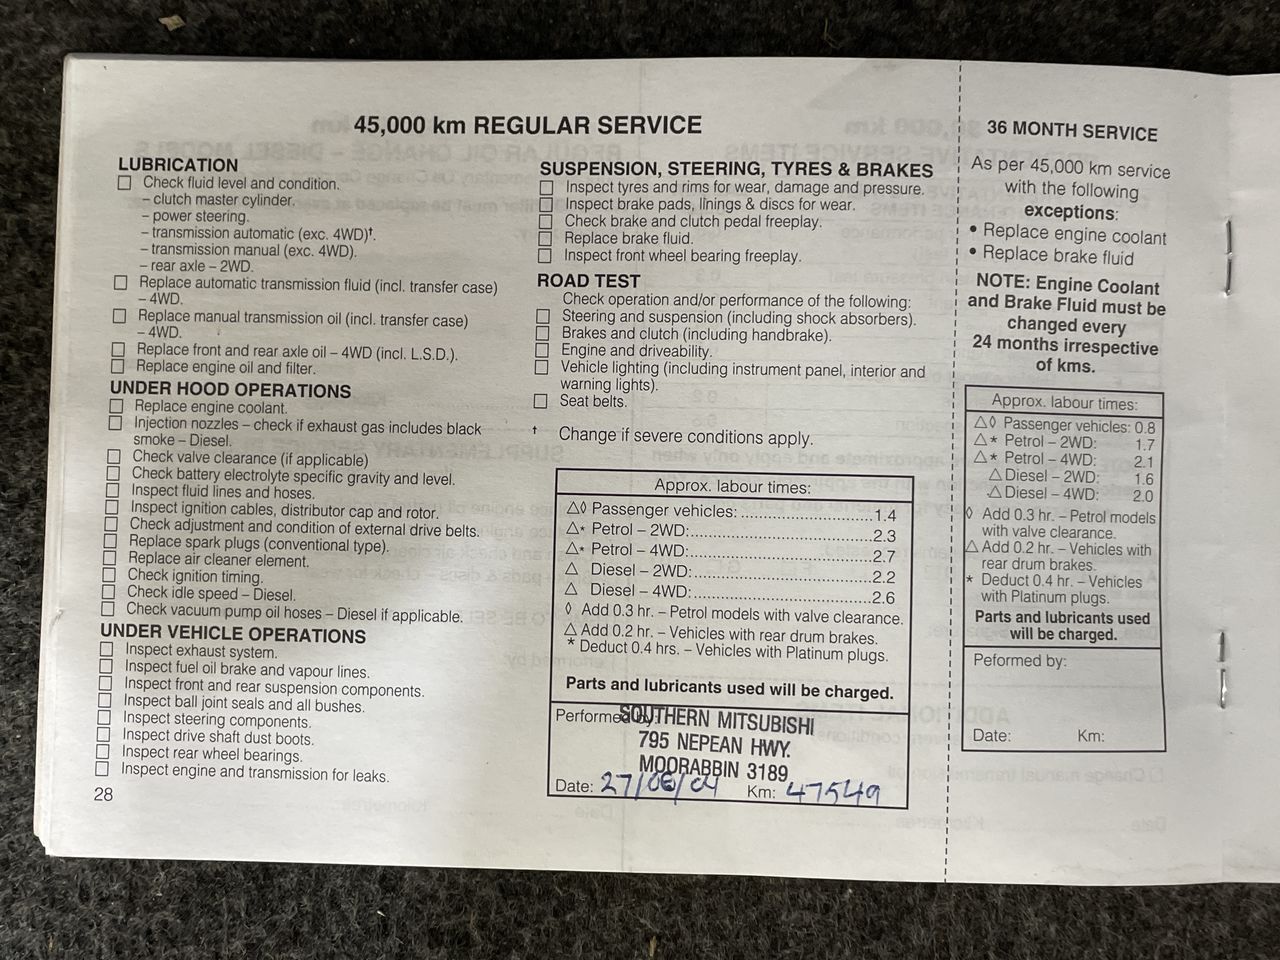 45,000 km REGULAR SERVICE
LUBRICATION
☐ Check fluid level and condition.
– clutch master cylinder.
– power steering.
– transmission automatic (exc. 4WD)†.
– transmission manual (exc. 4WD).
– rear axle – 2WD.
☐ Replace automatic transmission fluid (incl. transfer case)
– 4WD.
☐ Replace manual transmission oil (incl. transfer case)
– 4WD.
☐ Replace front and rear axle oil – 4WD (incl. L.S.D.).
☐ Replace engine oil and filter.
UNDER HOOD OPERATIONS
☐ Replace engine coolant.
☐ Injection nozzles – check if exhaust gas includes black
smoke – Diesel.
☐ Check valve clearance (if applicable)
☐ Check battery electrolyte specific gravity and level.
☐ Inspect fluid lines and hoses.
☐ Inspect ignition cables, distributor cap and rotor.
☐ Check adjustment and condition of external drive belts.
☐ Replace spark plugs (conventional type).
☐ Replace air cleaner element.
☐ Check ignition timing.
☐ Check idle speed – Diesel.
☐ Check vacuum pump oil hoses – Diesel if applicable.
UNDER VEHICLE OPERATIONS
☐ Inspect exhaust system.
☐ Inspect fuel oil brake and vapour lines.
☐ Inspect front and rear suspension components.
☐ Inspect ball joint seals and all bushes.
☐ Inspect steering components.
☐ Inspect drive shaft dust boots.
☐ Inspect rear wheel bearings.
☐ Inspect engine and transmission for leaks.
28
SUSPENSION, STEERING, TYRES & BRAKES
☐ Inspect tyres and rims for wear, damage and pressure.
☐ Inspect brake pads, linings & discs for wear.
☐ Check brake and clutch pedal freeplay.
☐ Replace brake fluid.
☐ Inspect front wheel bearing freeplay.
ROAD TEST
Check operation and/or performance of the following:
☐ Steering and suspension (including shock absorbers).
☐ Brakes and clutch (including handbrake).
☐ Engine and driveability.
☐ Vehicle lighting (including instrument panel, interior and
warning lights).
☐ Seat belts.
† Change if severe conditions apply.
Approx. labour times:
△◊ Passenger vehicles: ..............................1.4
△* Petrol – 2WD:..........................................2.3
△* Petrol – 4WD:..........................................2.7
△ Diesel – 2WD:..........................................2.2
△ Diesel – 4WD:..........................................2.6
◊ Add 0.3 hr. – Petrol models with valve clearance.
△ Add 0.2 hr. – Vehicles with rear drum brakes.
* Deduct 0.4 hrs. – Vehicles with Platinum plugs.
Parts and lubricants used will be charged.
Performed by:
SOUTHERN MITSUBISHI
795 NEPEAN HWY.
MOORABBIN 3189
Date: 27/06/04 Km: 47549
36 MONTH SERVICE
As per 45,000 km service
with the following
exceptions:
• Replace engine coolant
• Replace brake fluid
NOTE: Engine Coolant
and Brake Fluid must be
changed every
24 months irrespective
of kms.
Approx. labour times:
△◊ Passenger vehicles: 0.8
△* Petrol – 2WD: 1.7
△* Petrol – 4WD: 2.1
△ Diesel – 2WD: 1.6
△ Diesel – 4WD: 2.0
◊ Add 0.3 hr. – Petrol models
with valve clearance.
△ Add 0.2 hr. – Vehicles with
rear drum brakes.
* Deduct 0.4 hr. – Vehicles
with Platinum plugs.
Parts and lubricants used
will be charged.
Peformed by:
Date: Km: